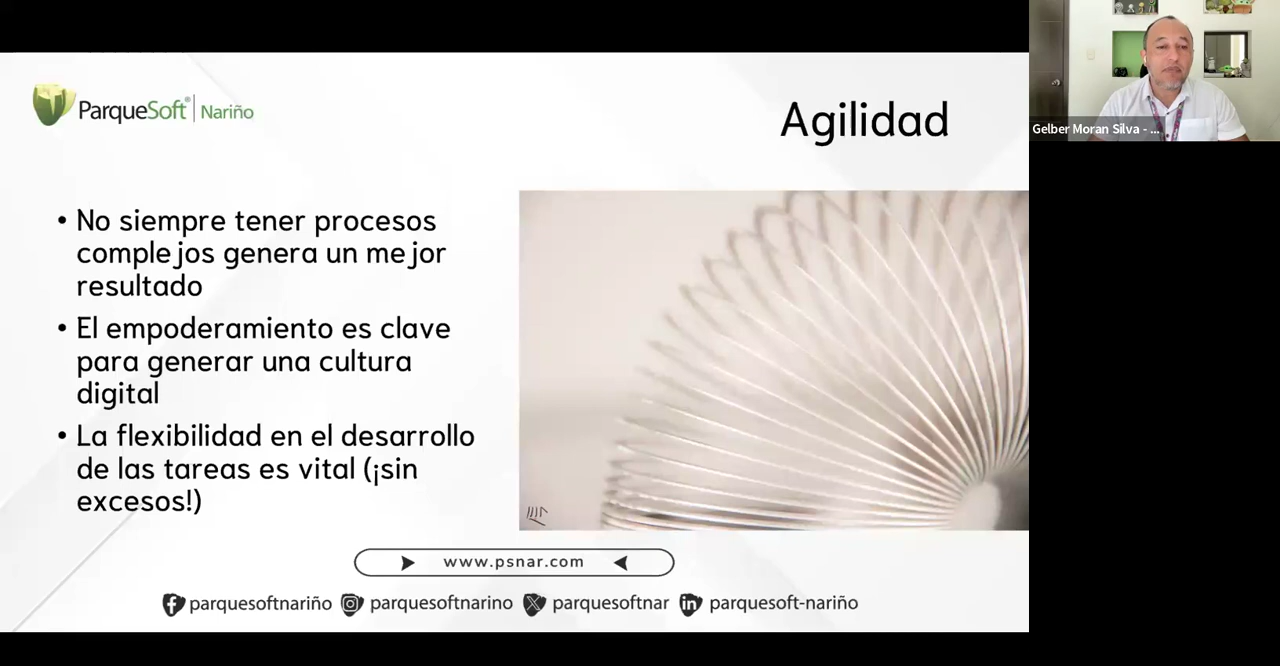 ParqueSoft® | Nariño
Agilidad
Gelber Moran Silva - ...
• No siempre tener procesos
complejos genera un mejor
resultado
• El empoderamiento es clave
para generar una cultura
digital
• La flexibilidad en el desarrollo
de las tareas es vital (¡sin
excesos!)
www.psnar.com
parquesoftnariño parquesoftnarino parquesoftnar parquesoft-nariño